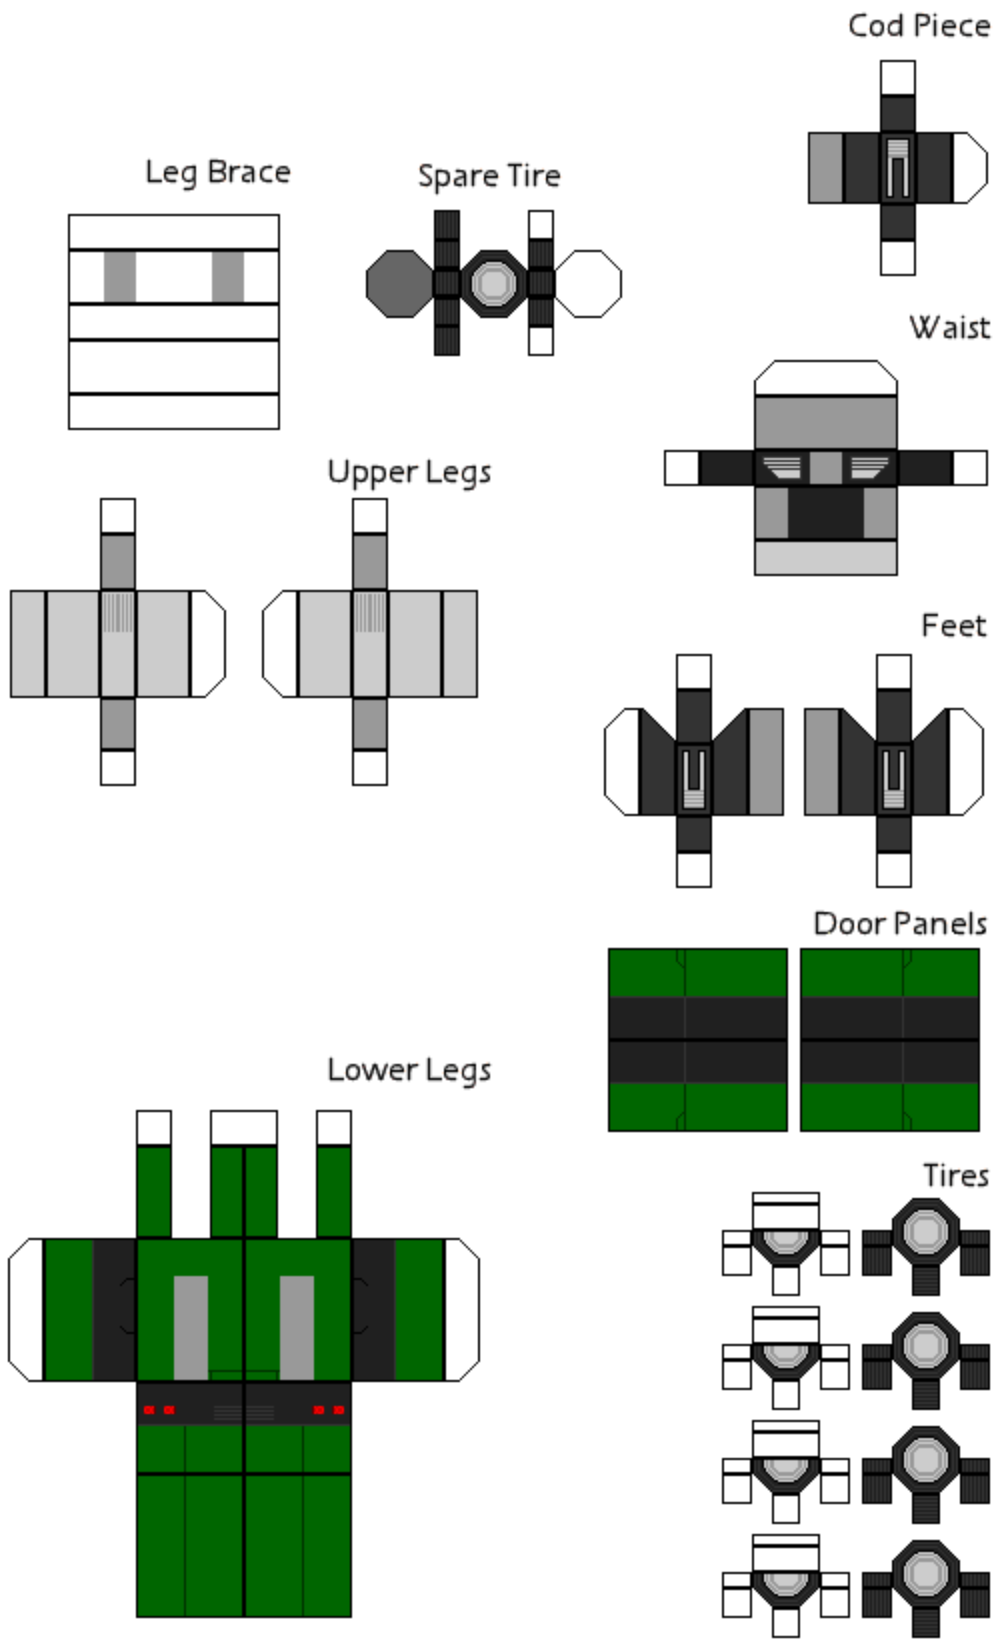 Cod Piece
Leg Brace
Spare Tire
Waist
Upper Legs
Feet
Door Panels
Lower Legs
Tires